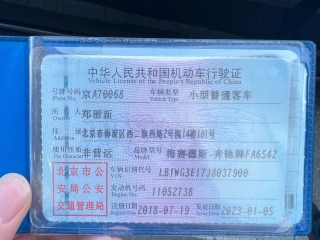 中华人民共和国机动车行驶证
Vehicle License of the People's Republic of China
号牌号码 京A70068 车辆类型 小型普通客车
Plate No. Vehicle Type
所有人 郑丽新
Owner
住址 北京市海淀区西二旗西路2号院14楼101号
Address
使用性质 非营运 品牌型号 梅赛德斯-奔驰牌FA6542
Use Character Model
北京市公安局公安交通管理局
车辆识别代号 LB1WG3E17J8037900
VIN
发动机号码 11052738
Engine No.
注册日期 2018-07-19 发证日期 2023-01-05
Register Date Issue Date